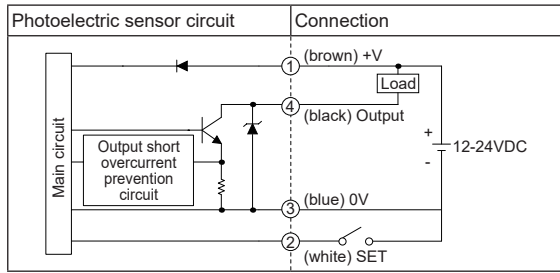 Photoelectric sensor circuit
Connection
Main circuit
Output short
overcurrent
prevention
circuit
1
(brown) +V
Load
4
(black) Output
+
12-24VDC
-
3
(blue) 0V
2
(white) SET